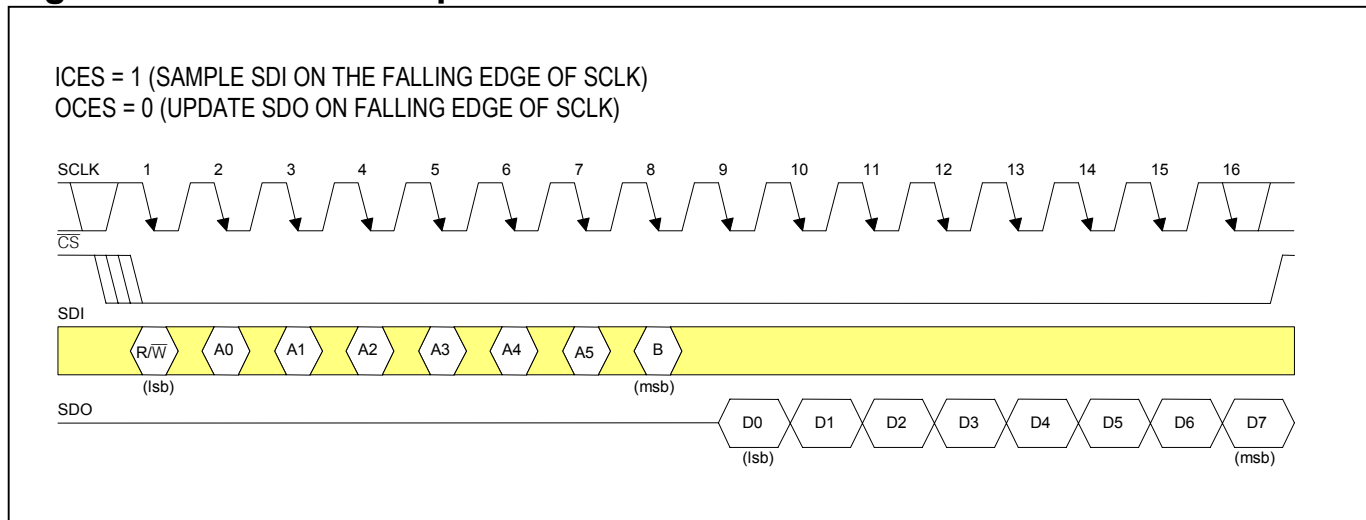 ICES = 1 (SAMPLE SDI ON THE FALLING EDGE OF SCLK)
OCES = 0 (UPDATE SDO ON FALLING EDGE OF SCLK)
SCLK 1 2 3 4 5 6 7 8 9 10 11 12 13 14 15 16
C̅S̅
SDI
R/W̅ A0 A1 A2 A3 A4 A5 B
(lsb) (msb)
SDO
D0 D1 D2 D3 D4 D5 D6 D7
(lsb) (msb)